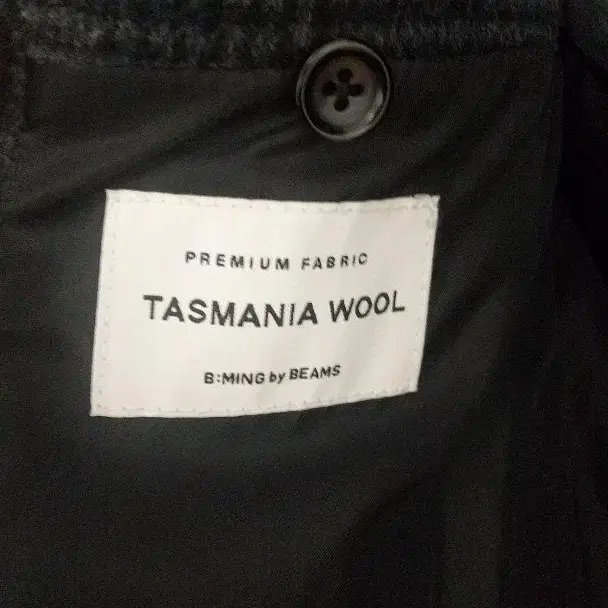 PREMIUM FABRIC
TASMANIA WOOL
B:MING by BEAMS